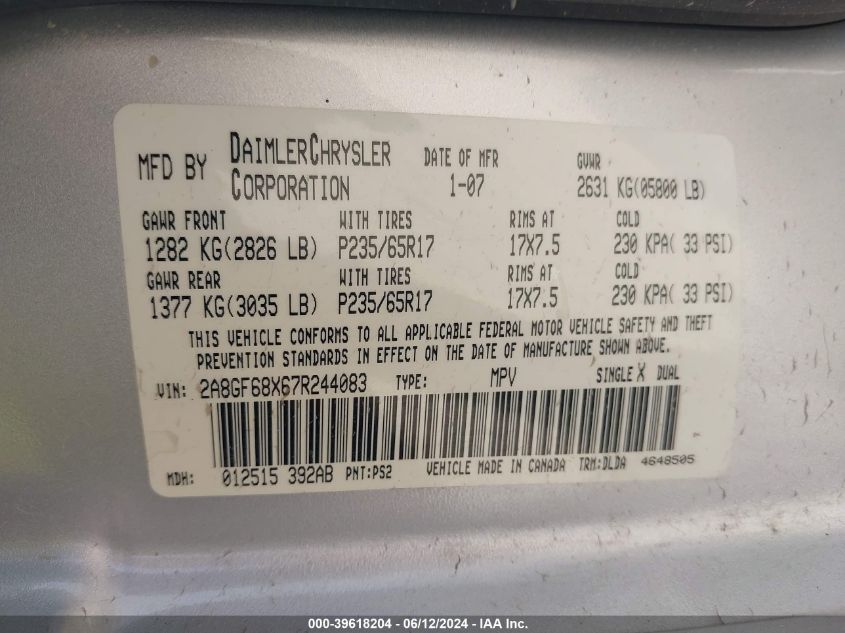 MFD BY DAIMLERCHRYSLER CORPORATION DATE OF MFR 1-07 GVWR 2631 KG(05800 LB)
GAWR FRONT WITH TIRES RIMS AT COLD
1282 KG(2826 LB) P235/65R17 17X7.5 230 KPA( 33 PSI)
GAWR REAR WITH TIRES RIMS AT COLD
1377 KG(3035 LB) P235/65R17 17X7.5 230 KPA( 33 PSI)
THIS VEHICLE CONFORMS TO ALL APPLICABLE FEDERAL MOTOR VEHICLE SAFETY AND THEFT
PREVENTION STANDARDS IN EFFECT ON THE DATE OF MANUFACTURE SHOWN ABOVE.
VIN: 2A8GF68X67R244083 TYPE: MPV SINGLE X DUAL
MDH: 012515 392AB PNT:PS2 VEHICLE MADE IN CANADA TRM:DLDA 4648505
000-39618204 - 06/12/2024 - IAA Inc.